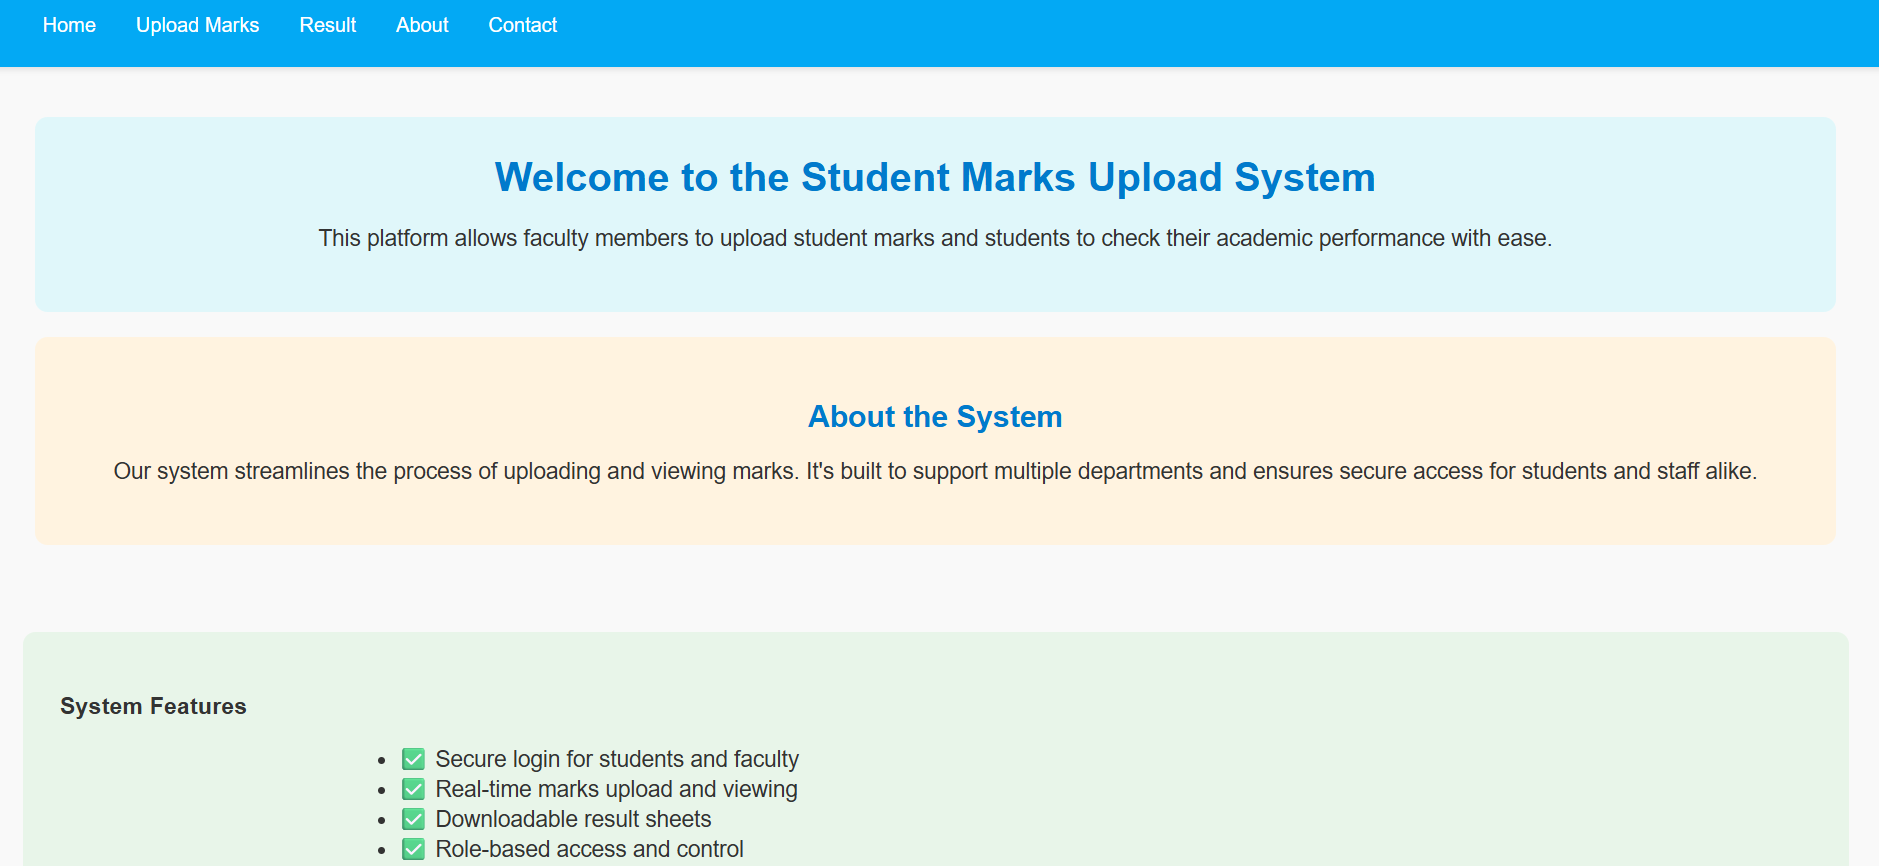 Home Upload Marks Result About Contact
Welcome to the Student Marks Upload System
This platform allows faculty members to upload student marks and students to check their academic performance with ease.
About the System
Our system streamlines the process of uploading and viewing marks. It's built to support multiple departments and ensures secure access for students and staff alike.
System Features
• ✅ Secure login for students and faculty
• ✅ Real-time marks upload and viewing
• ✅ Downloadable result sheets
• ✅ Role-based access and control